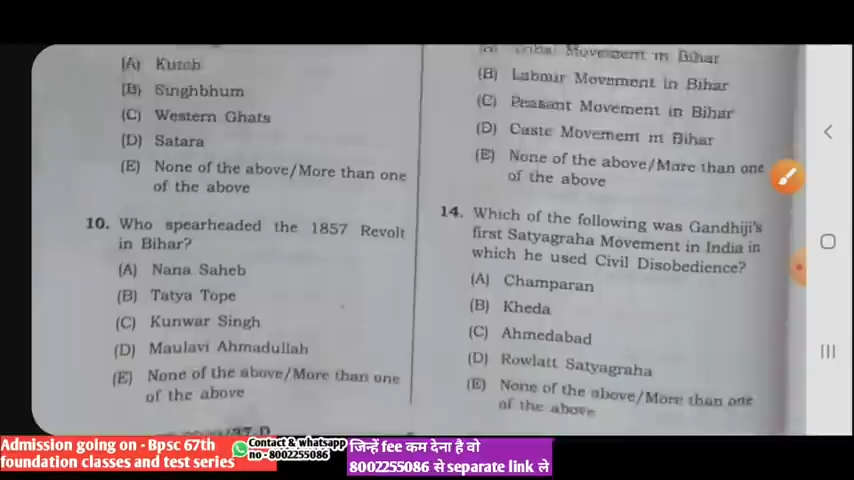 (A) Kutch
(B) Singhbhum
(C) Western Ghats
(D) Satara
(E) None of the above/More than one
of the above
10. Who spearheaded the 1857 Revolt
in Bihar?
(A) Nana Saheb
(B) Tatya Tope
(C) Kunwar Singh
(D) Maulavi Ahmadullah
(E) None of the above/More than one
of the above
(A) Tribal Movement in Bihar
(B) Labour Movement in Bihar
(C) Peasant Movement in Bihar
(D) Caste Movement in Bihar
(E) None of the above/More than one
of the above
14. Which of the following was Gandhiji's
first Satyagraha Movement in India in
which he used Civil Disobedience?
(A) Champaran
(B) Kheda
(C) Ahmedabad
(D) Rowlatt Satyagraha
(E) None of the above/More than one
of the above
Admission going on - Bpsc 67th
foundation classes and test series
Contact & whatsapp
no - 8002255086
जिन्हें fee कम देना है वो
8002255086 से separate link ले